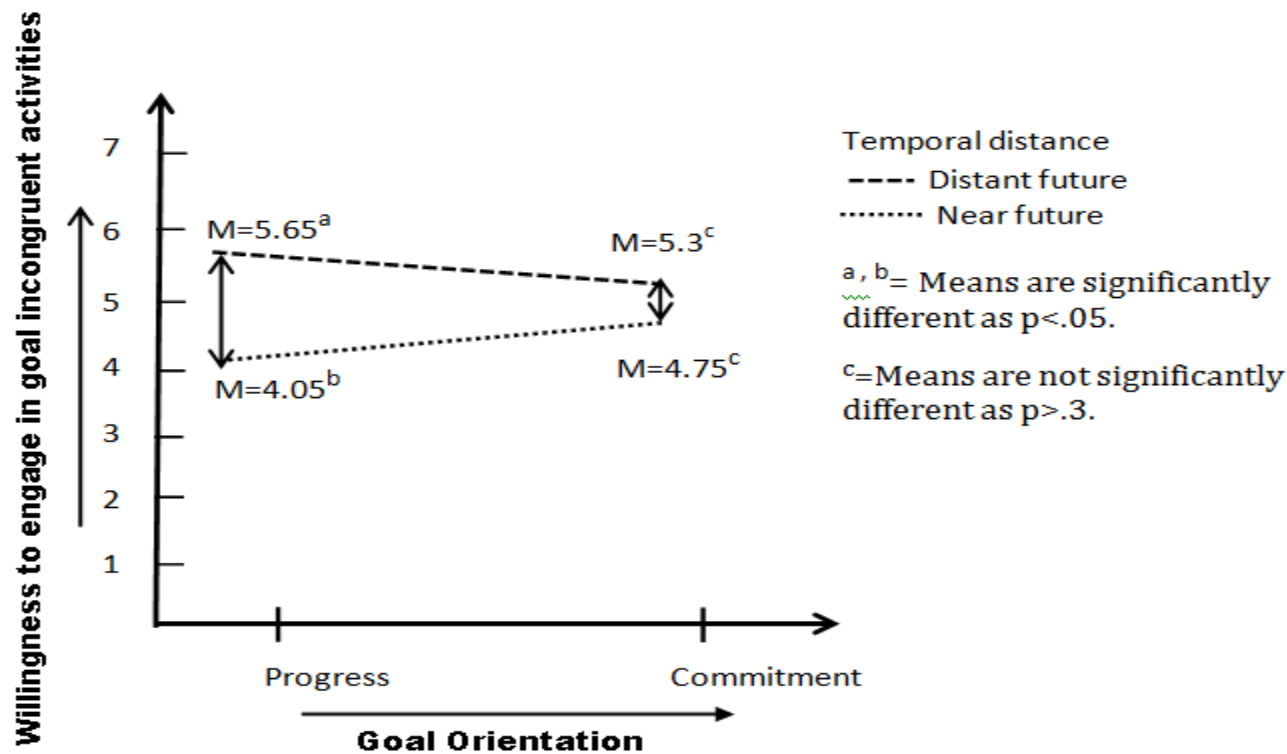 Willingness to engage in goal incongruent activities
7
6
5
4
3
2
1
M=5.65ᵃ
M=5.3ᶜ
M=4.05ᵇ
M=4.75ᶜ
Progress
Commitment
Goal Orientation
Temporal distance
Distant future
Near future
ᵃ, ᵇ= Means are significantly
different as p<.05.
ᶜ=Means are not significantly
different as p>.3.